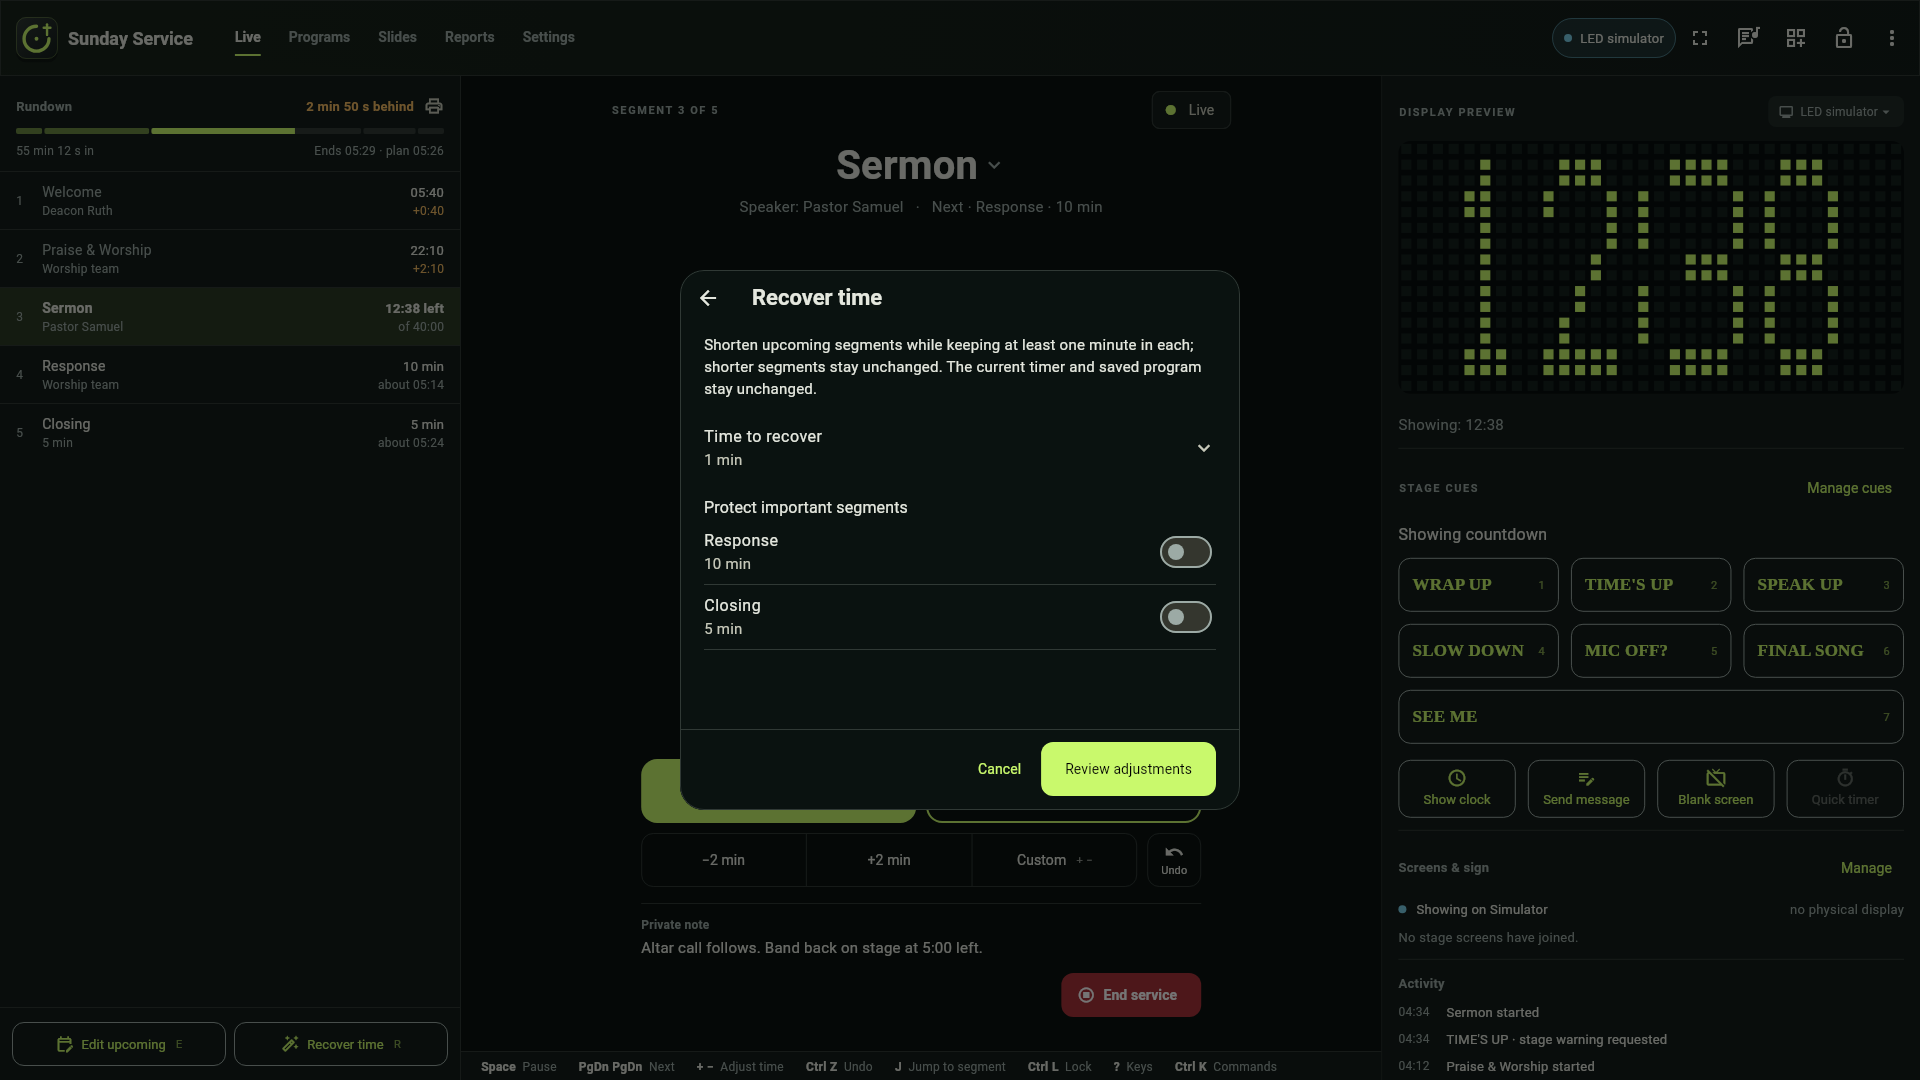 Sunday Service
Live
Programs
Slides
Reports
Settings
LED simulator
Rundown
2 min 50 s behind
55 min 12 s in
Ends 05:29 · plan 05:26
1
Welcome
05:40
Deacon Ruth
+0:40
2
Praise & Worship
22:10
Worship team
+2:10
3
Sermon
12:38 left
Pastor Samuel
of 40:00
4
Response
10 min
Worship team
about 05:14
5
Closing
5 min
5 min
about 05:24
Edit upcoming E
Recover time R
SEGMENT 3 OF 5
Live
Sermon
Speaker: Pastor Samuel · Next · Response · 10 min
Recover time
Shorten upcoming segments while keeping at least one minute in each;
shorter segments stay unchanged. The current timer and saved program
stay unchanged.
Time to recover
1 min
Protect important segments
Response
10 min
Closing
5 min
Cancel
Review adjustments
−2 min
+2 min
Custom + −
Undo
Private note
Altar call follows. Band back on stage at 5:00 left.
End service
Space Pause
PgDn PgDn Next
+ − Adjust time
Ctrl Z Undo
J Jump to segment
Ctrl L Lock
? Keys
Ctrl K Commands
DISPLAY PREVIEW
LED simulator
12:38
Showing: 12:38
STAGE CUES
Manage cues
Showing countdown
WRAP UP 1
TIME'S UP 2
SPEAK UP 3
SLOW DOWN 4
MIC OFF? 5
FINAL SONG 6
SEE ME 7
Show clock
Send message
Blank screen
Quick timer
Screens & sign
Manage
Showing on Simulator
no physical display
No stage screens have joined.
Activity
04:34 Sermon started
04:34 TIME'S UP · stage warning requested
04:12 Praise & Worship started